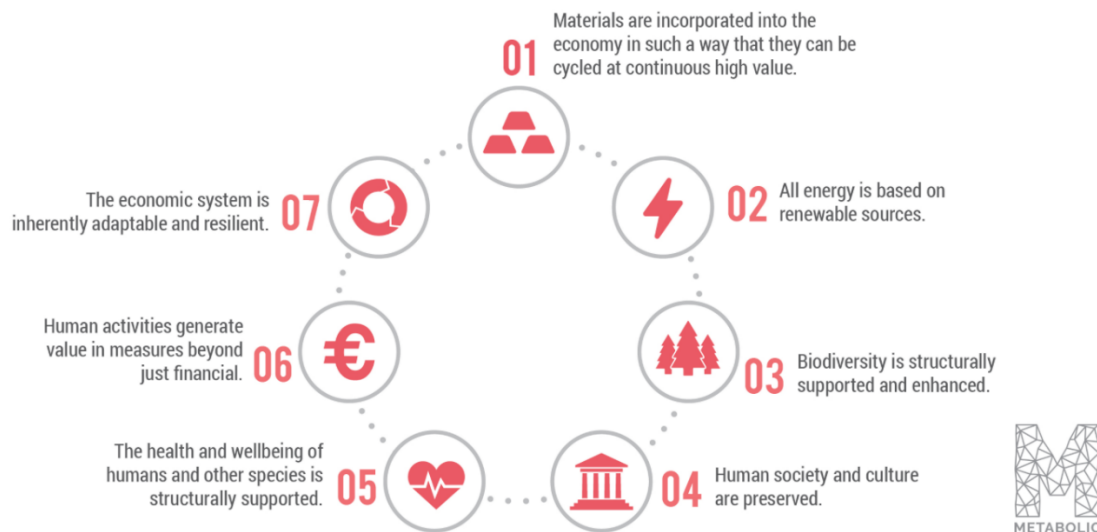 01
Materials are incorporated into the
economy in such a way that they can be
cycled at continuous high value.
02
All energy is based on
renewable sources.
03
Biodiversity is structurally
supported and enhanced.
04
Human society and culture
are preserved.
05
The health and wellbeing of
humans and other species is
structurally supported.
06
Human activities generate
value in measures beyond
just financial.
€
07
The economic system is
inherently adaptable and resilient.
M
METABOLIC